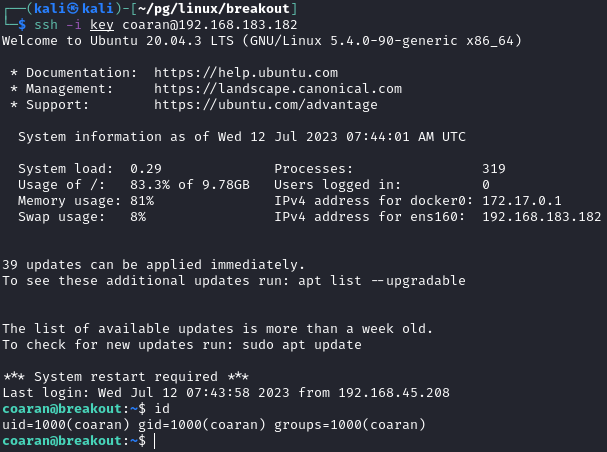 ┌──(kali㉿kali)-[~/pg/linux/breakout]
└─$ ssh -i key coaran@192.168.183.182
Welcome to Ubuntu 20.04.3 LTS (GNU/Linux 5.4.0-90-generic x86_64)
* Documentation:  https://help.ubuntu.com
* Management:     https://landscape.canonical.com
* Support:        https://ubuntu.com/advantage
System information as of Wed 12 Jul 2023 07:44:01 AM UTC
System load:  0.29              Processes:                319
Usage of /:   83.3% of 9.78GB   Users logged in:          0
Memory usage: 81%               IPv4 address for docker0: 172.17.0.1
Swap usage:   8%                IPv4 address for ens160:  192.168.183.182
39 updates can be applied immediately.
To see these additional updates run: apt list --upgradable
The list of available updates is more than a week old.
To check for new updates run: sudo apt update
*** System restart required ***
Last login: Wed Jul 12 07:43:58 2023 from 192.168.45.208
coaran@breakout:~$ id
uid=1000(coaran) gid=1000(coaran) groups=1000(coaran)
coaran@breakout:~$